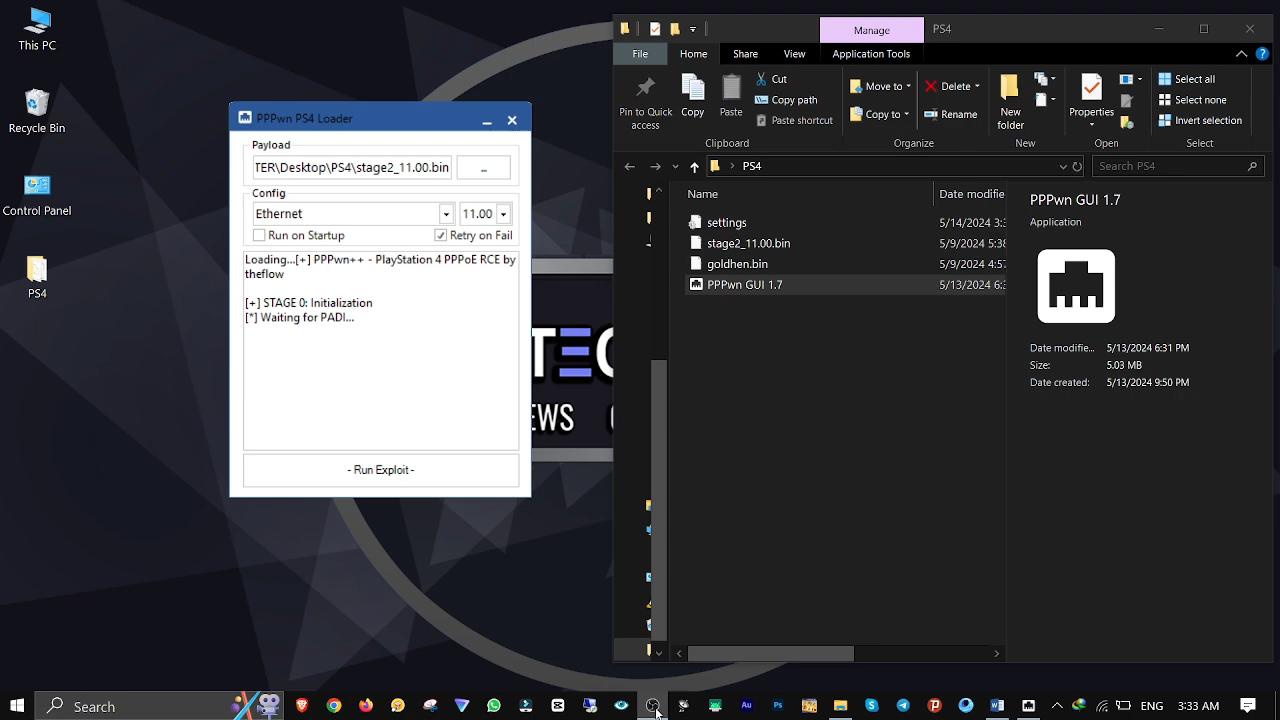 This PC
Recycle Bin
Control Panel
PS4
PPPwn PS4 Loader
Payload
TER\Desktop\PS4\stage2_11.00.bin
...
Config
Ethernet
11.00
Run on Startup
Retry on Fail
Loading...[+] PPPwn++ - PlayStation 4 PPPoE RCE by
theflow
[+] STAGE 0: Initialization
[*] Waiting for PADI...
- Run Exploit -
Manage
PS4
File
Home
Share
View
Application Tools
Pin to Quick
access
Copy
Paste
Cut
Copy path
Paste shortcut
Clipboard
Move to
Copy to
Delete
Rename
Organize
New
folder
New
Properties
Open
Select all
Select none
Invert selection
Select
PS4
Search PS4
Name
Date modifie
settings
5/14/2024 3:3
stage2_11.00.bin
5/9/2024 5:38
goldhen.bin
5/9/2024 4:57
PPPwn GUI 1.7
5/13/2024 6:3
PPPwn GUI 1.7
Application
Date modifie...
5/13/2024 6:31 PM
Size:
5.03 MB
Date created:
5/13/2024 9:50 PM
Search
Au
Ps
ENG
3:33 AM